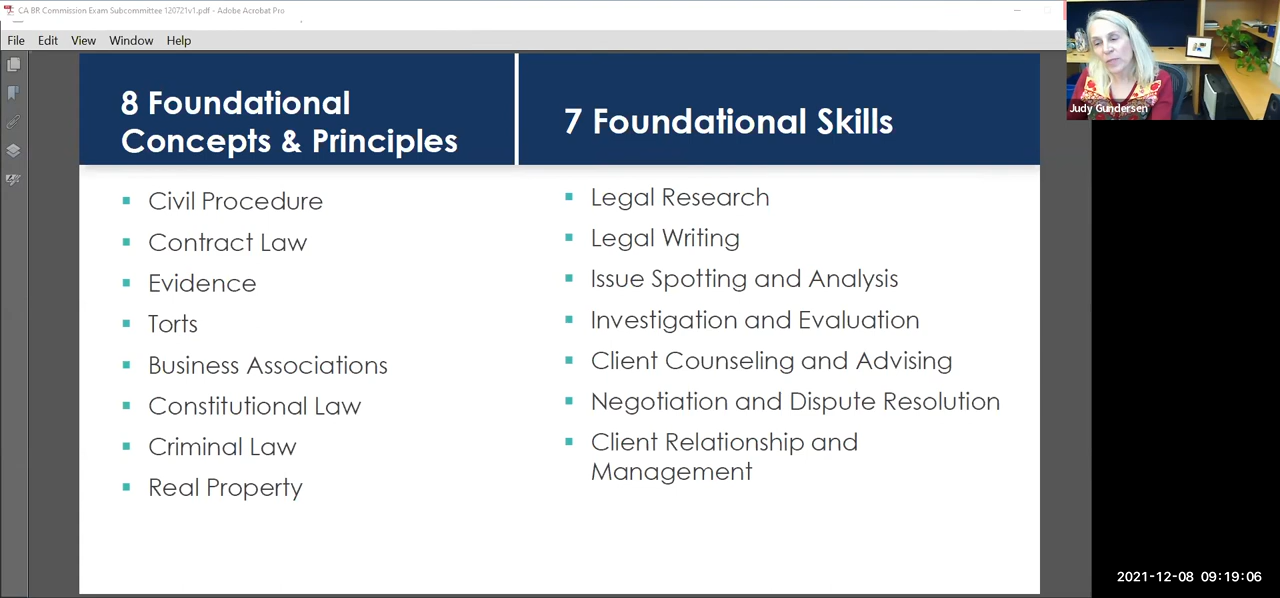 CA BR Commission Exam Subcommittee 120721v1.pdf - Adobe Acrobat Pro
File Edit View Window Help
8 Foundational
Concepts & Principles
Civil Procedure
Contract Law
Evidence
Torts
Business Associations
Constitutional Law
Criminal Law
Real Property
7 Foundational Skills
Legal Research
Legal Writing
Issue Spotting and Analysis
Investigation and Evaluation
Client Counseling and Advising
Negotiation and Dispute Resolution
Client Relationship and
Management
Judy Gundersen
2021-12-08 09:19:06